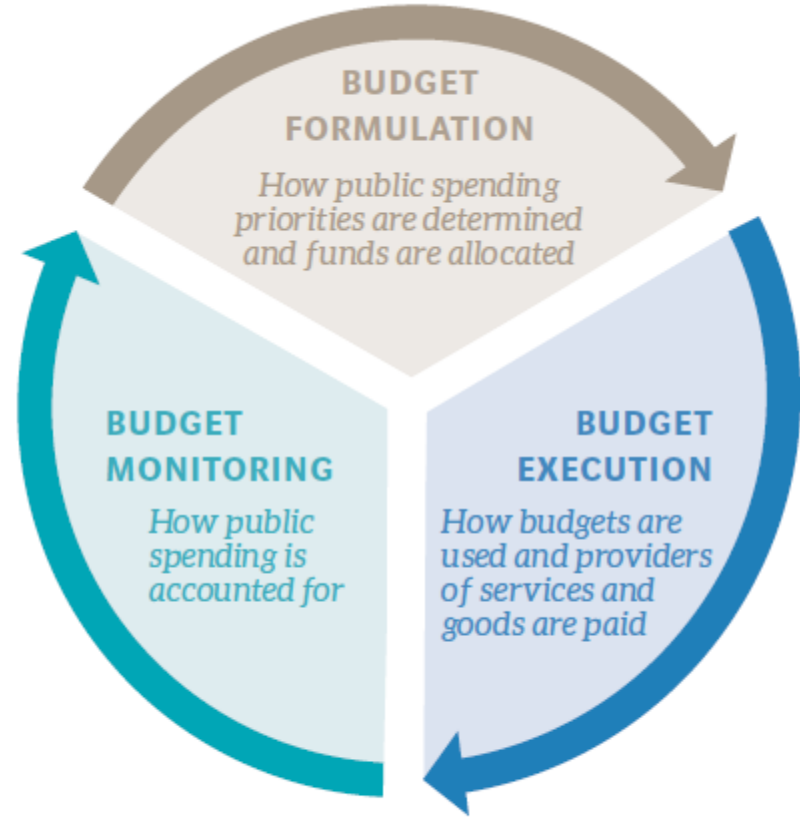 BUDGET
FORMULATION
How public spending
priorities are determined
and funds are allocated
BUDGET
EXECUTION
How budgets are
used and providers
of services and
goods are paid
BUDGET
MONITORING
How public
spending is
accounted for